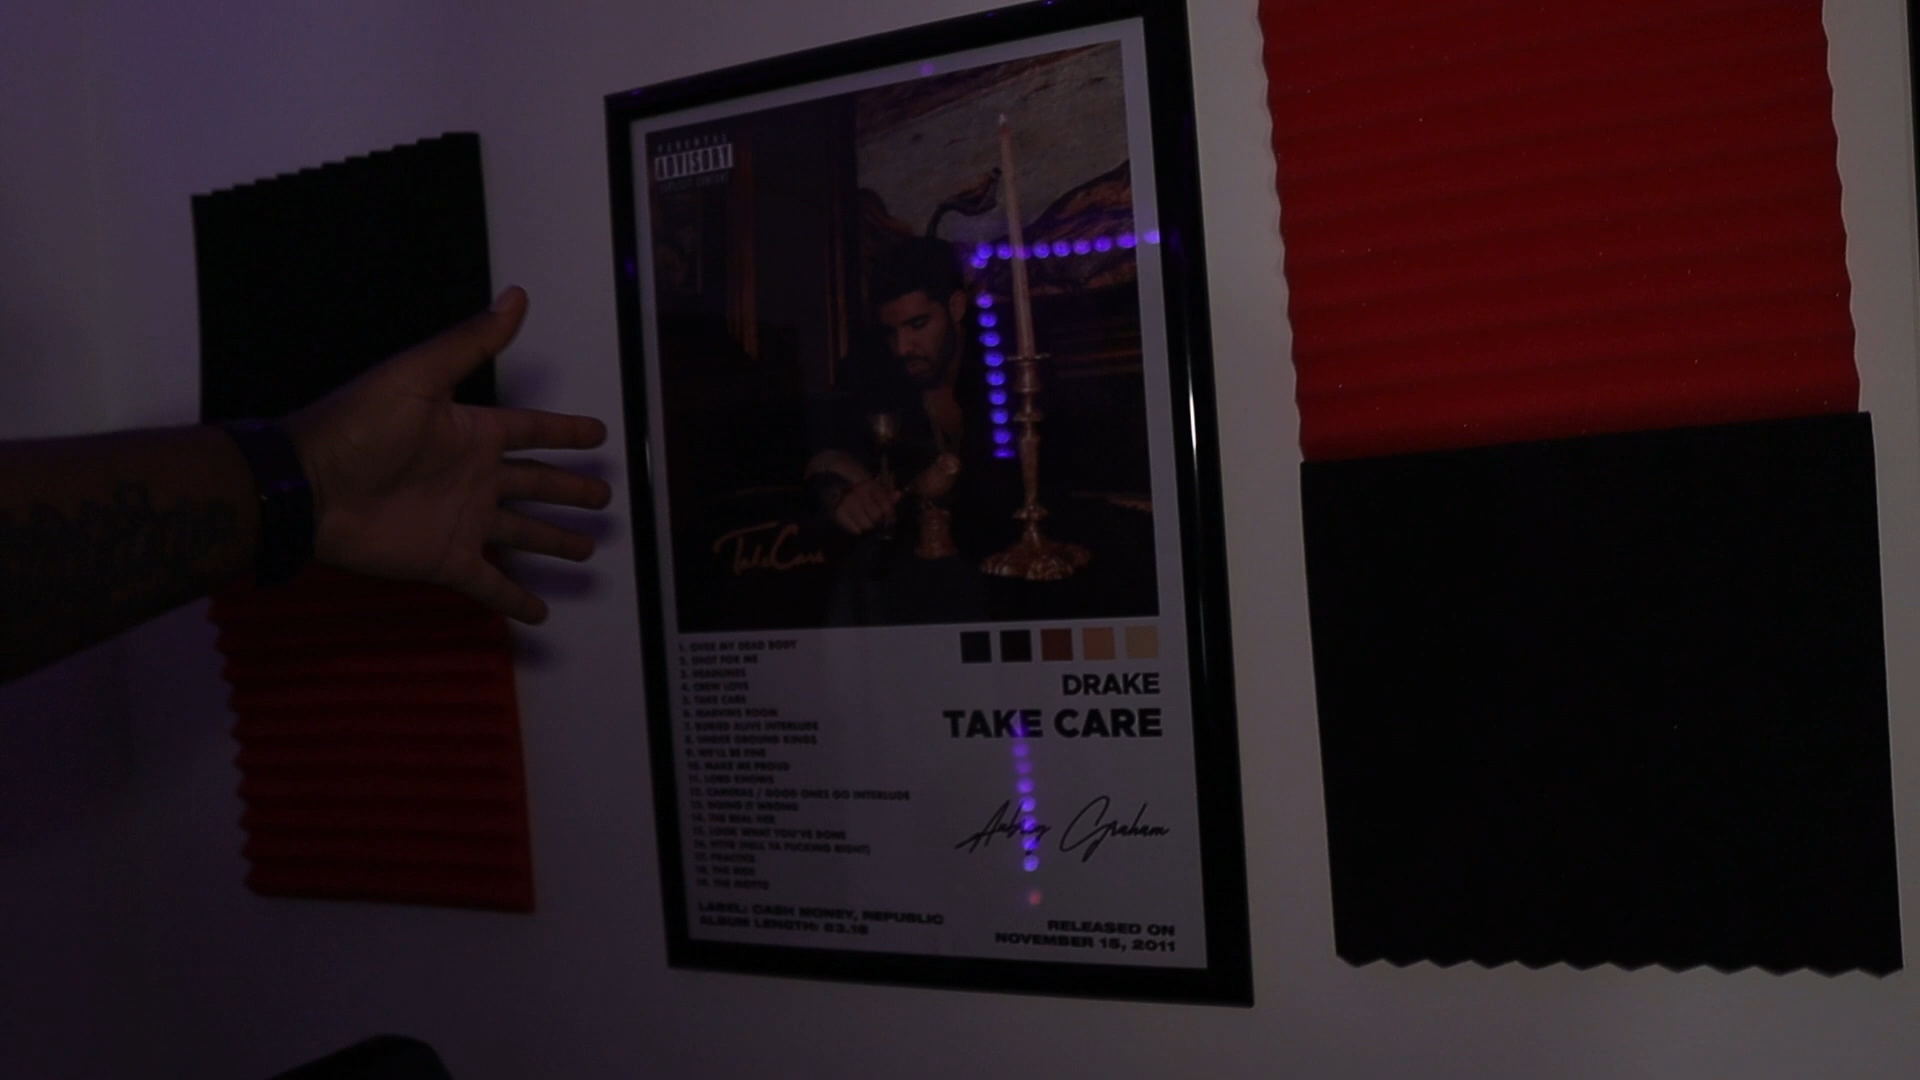 PARENTAL
ADVISORY
EXPLICIT CONTENT
Take Care
1. OVER MY DEAD BODY
2. SHOT FOR ME
3. HEADLINES
4. CREW LOVE
5. TAKE CARE
6. MARVINS ROOM
7. BURIED ALIVE INTERLUDE
8. UNDER GROUND KINGS
9. WE'LL BE FINE
10. MAKE ME PROUD
11. LORD KNOWS
12. CAMERAS / GOOD ONES GO INTERLUDE
13. DOING IT WRONG
14. THE REAL HER
15. LOOK WHAT YOU'VE DONE
16. HYFR (HELL YA FUCKING RIGHT)
17. PRACTICE
18. THE RIDE
19. THE MOTTO
LABEL: CASH MONEY, REPUBLIC
ALBUM LENGTH: 83.18
DRAKE
TAKE CARE
Aubrey Graham
RELEASED ON
NOVEMBER 15, 2011